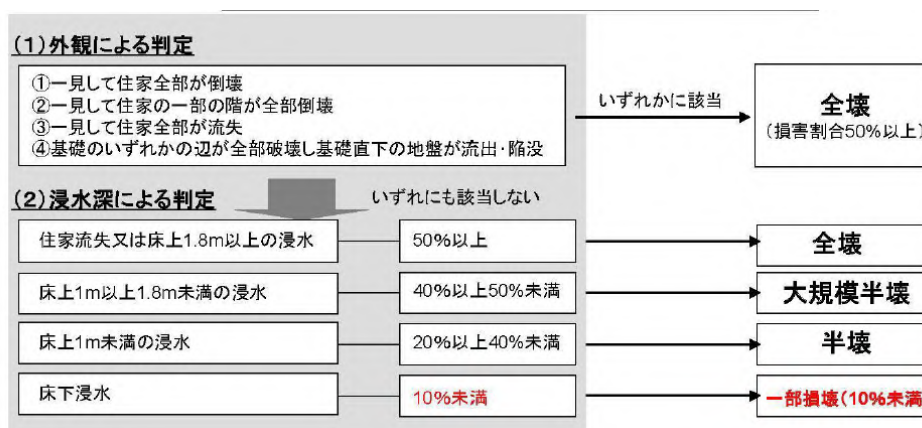 (1)外観による判定
①一見して住家全部が倒壊
②一見して住家の一部の階が全部倒壊
③一見して住家全部が流失
④基礎のいずれかの辺が全部破壊し基礎直下の地盤が流出・陥没
いずれかに該当
全壊
(損害割合50%以上)
(2)浸水深による判定
いずれにも該当しない
住家流失又は床上1.8m以上の浸水
50%以上
全壊
床上1m以上1.8m未満の浸水
40%以上50%未満
大規模半壊
床上1m未満の浸水
20%以上40%未満
半壊
床下浸水
10%未満
一部損壊(10%未満